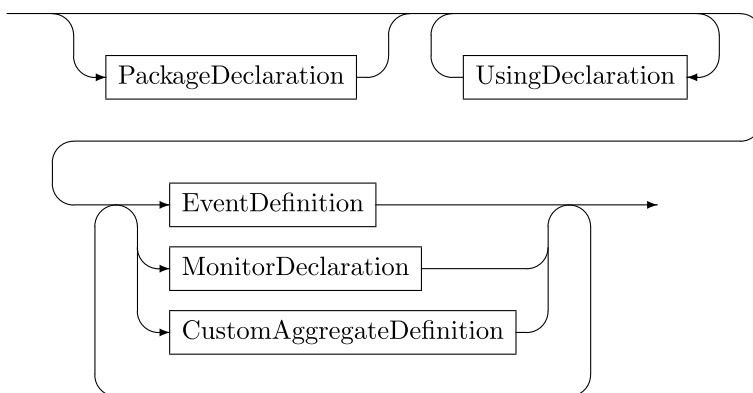 PackageDeclaration
UsingDeclaration
EventDefinition
MonitorDeclaration
CustomAggregateDefinition